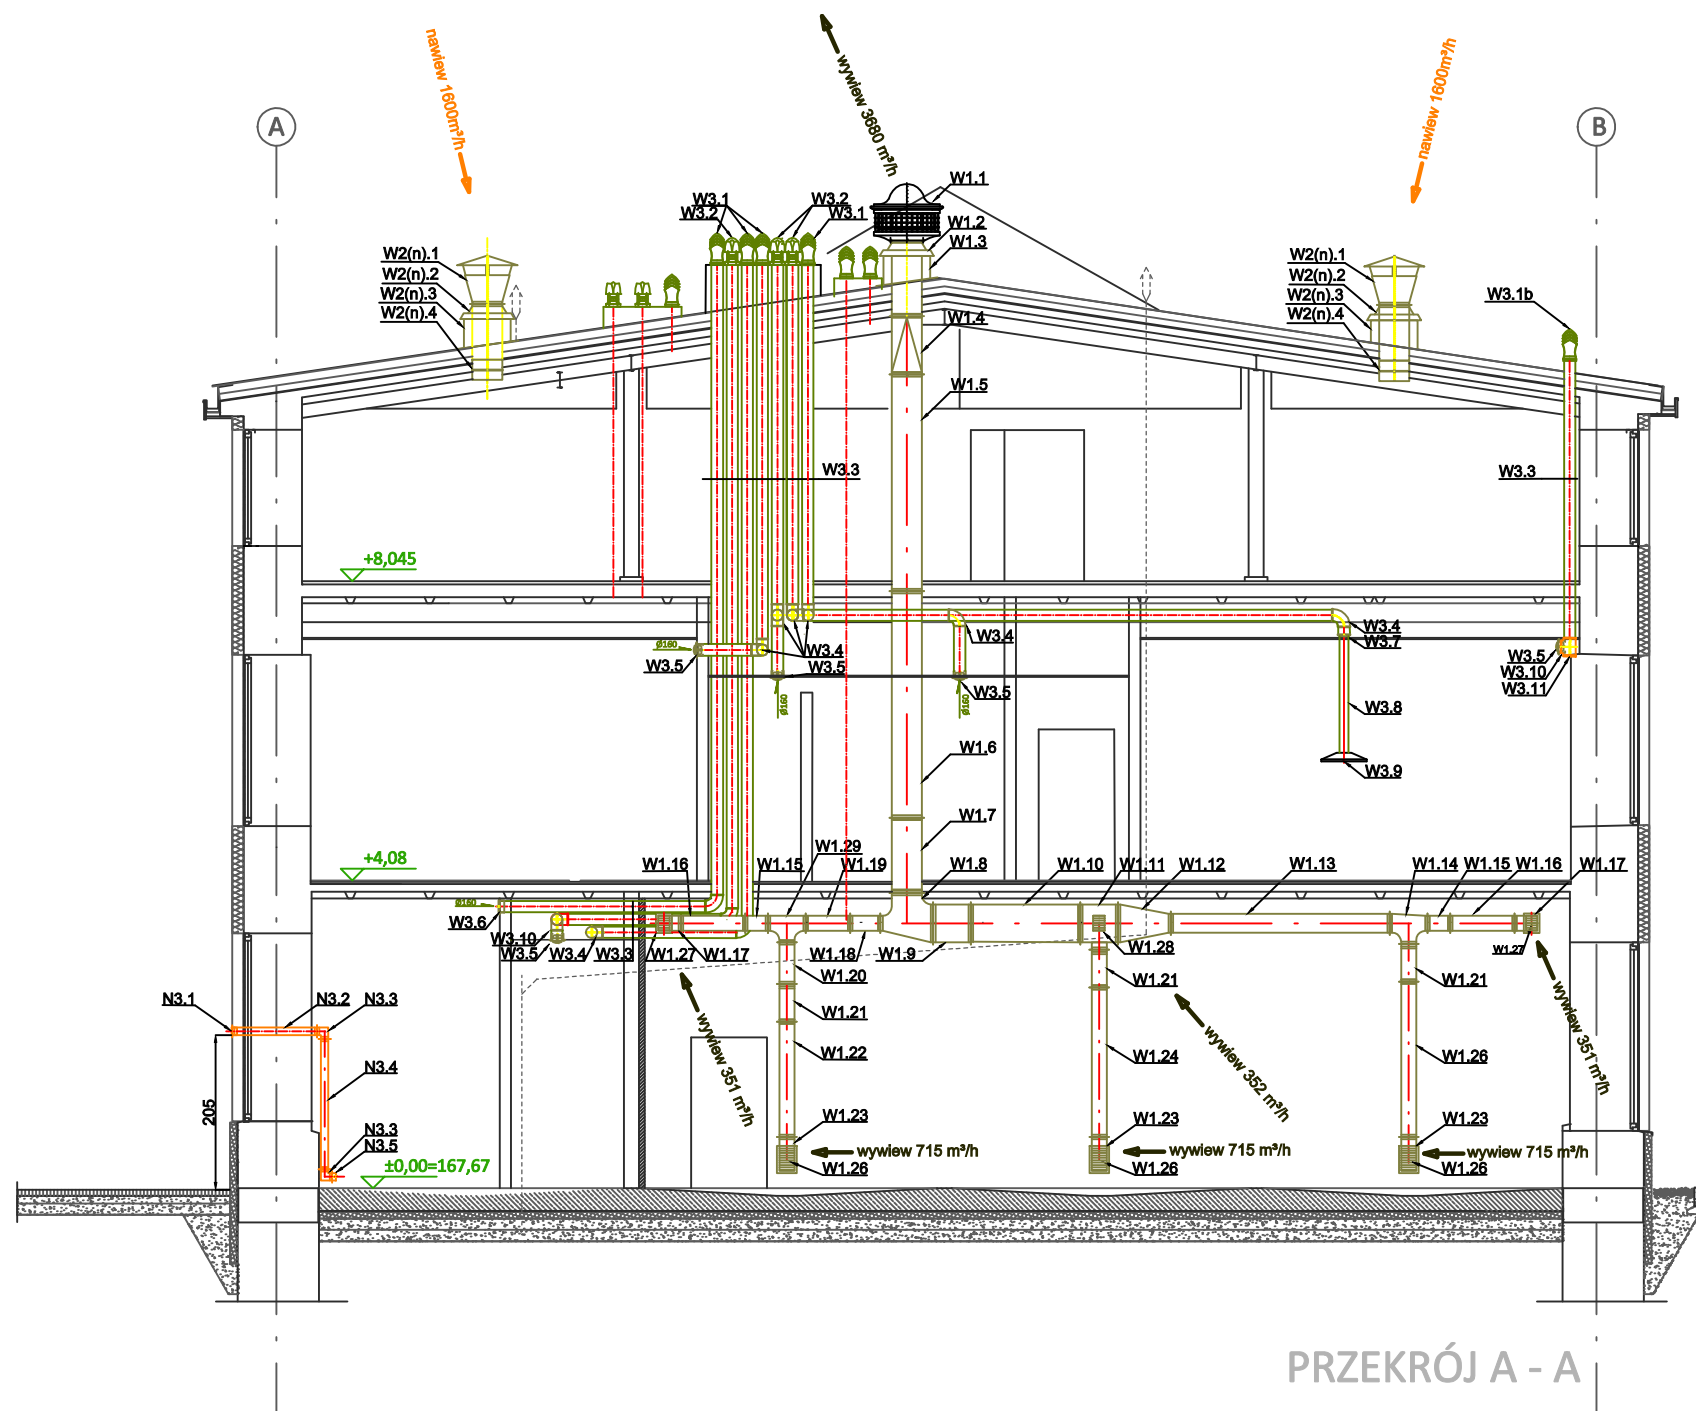 nawiew 1600m³/h
wywiew 3680 m³/h
nawiew 1600m³/h
A
B
W1.1
W3.1
W3.2
W3.2
W3.1
W1.2
W1.3
W2(n).1
W2(n).2
W2(n).3
W2(n).4
W2(n).1
W2(n).2
W2(n).3
W2(n).4
W3.1b
W1.4
W1.5
W3.3
W3.3
+8,045
W3.4
W3.4
W3.7
Ø160
W3.4
W3.5
W3.5
W3.5
W3.5
W3.10
W3.11
Ø160
Ø160
W3.8
W1.6
W3.9
W1.7
+4,08
W1.29
W1.16
W1.15
W1.19
W1.8
W1.10
W1.11
W1.12
W1.13
W1.14
W1.15
W1.16
W1.17
Ø160
W3.6
W3.10
W3.5
W3.4
W3.3
W1.27
W1.17
W1.18
W1.9
W1.28
W1.27
W1.20
W1.21
W1.21
N3.1
N3.2
N3.3
W1.21
W1.22
W1.24
W1.26
wywiew 351 m³/h
wywiew 352 m³/h
wywiew 351 m³/h
N3.4
205
N3.3
N3.5
W1.23
W1.23
W1.23
wywiew 715 m³/h
wywiew 715 m³/h
wywiew 715 m³/h
±0,00=167,67
W1.26
W1.26
W1.26
PRZEKRÓJ A - A